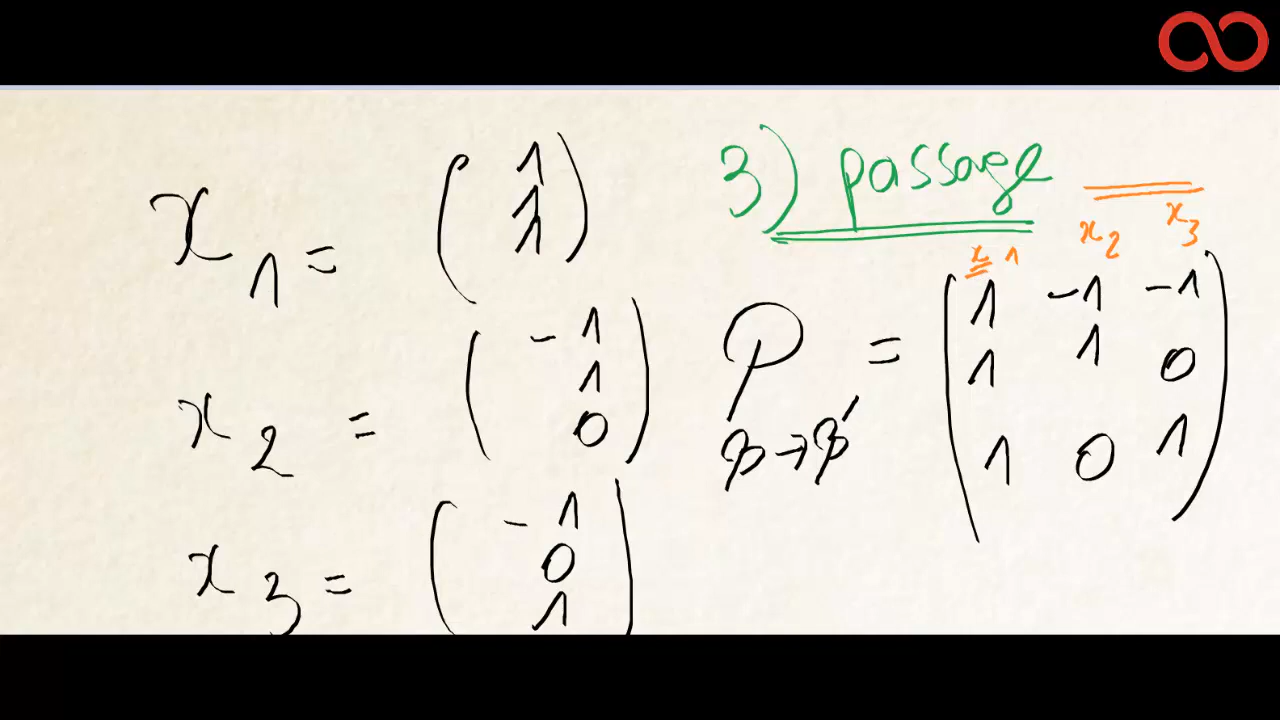 x₁ = ( 1 1 1 )
x₂ = ( -1 1 0 )
x₃ = ( -1 0 1 )
3) passage
x₁ x₂ x₃
P = ( 1 -1 -1
1 1 0
1 0 1 )
β→β'